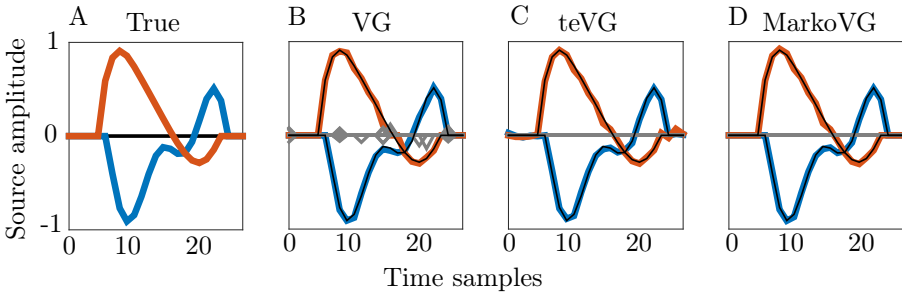 A True B VG C teVG D MarkoVG
Source amplitude
1
0
-1
0 10 20 0 10 20 0 10 20 0 10 20
Time samples